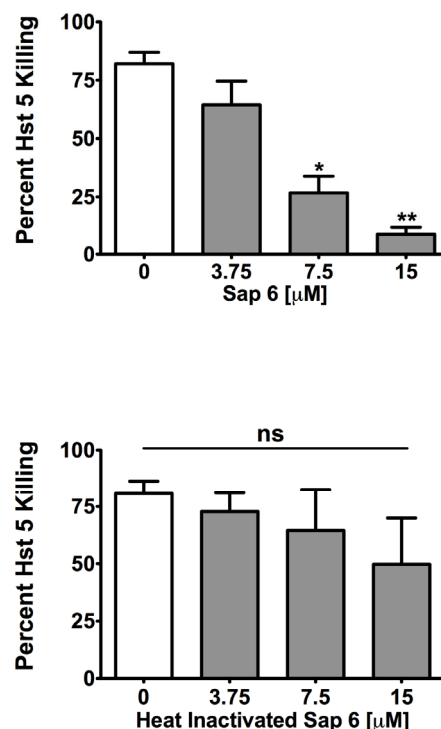 Percent Hst 5 Killing
100
75
50
25
0
*
**
0 3.75 7.5 15
Sap 6 [μM]
Percent Hst 5 Killing
ns
100
75
50
25
0
0 3.75 7.5 15
Heat Inactivated Sap 6 [μM]